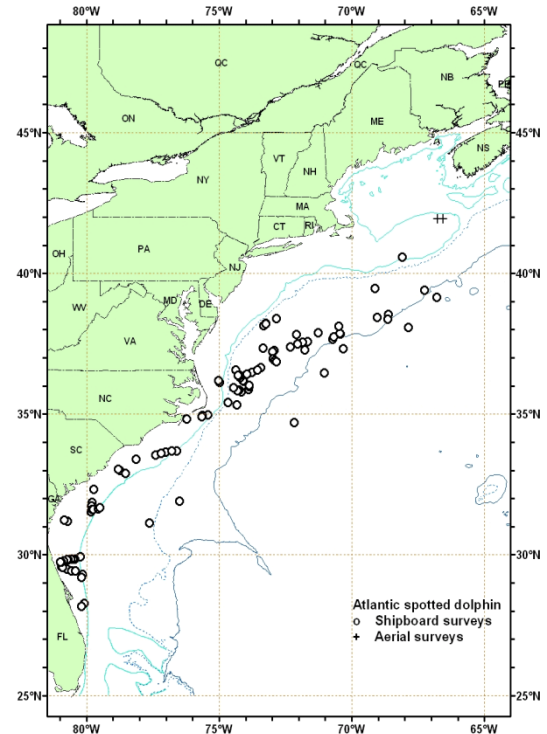 80°W 75°W 70°W 65°W
QC QC
NB
PE
ON
ME
45°N 45°N
NS
VT
NH
NY
MA
CT RI
PA
OH
40°N 40°N
NJ
MD DE
WV
VA
NC
35°N 35°N
SC
GA
30°N 30°N
Atlantic spotted dolphin
o Shipboard surveys
+ Aerial surveys
FL
25°N 25°N
80°W 75°W 70°W 65°W